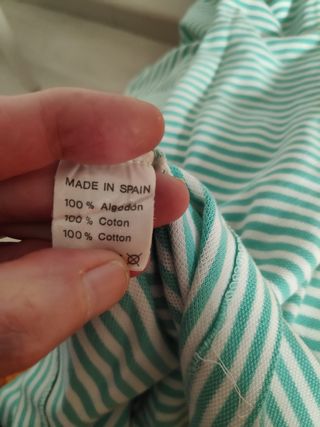 MADE IN SPAIN
100 % Algodón
100 % Coton
100 % Cotton